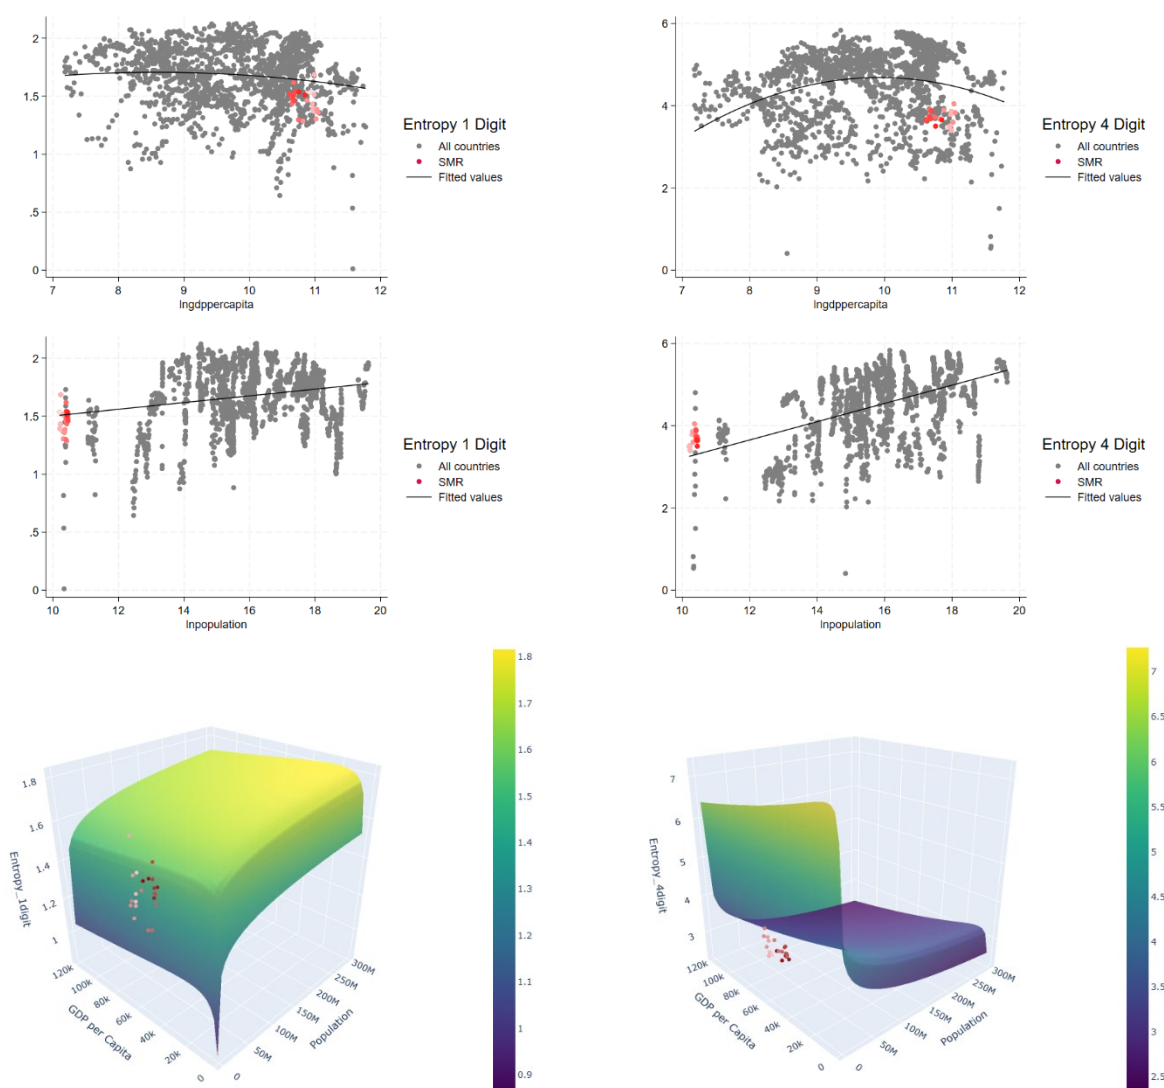 2
1.5
1
.5
0
7 8 9 10 11 12
lngdppercapita
Entropy 1 Digit
All countries
SMR
Fitted values
6
4
2
0
7 8 9 10 11 12
lngdppercapita
Entropy 4 Digit
All countries
SMR
Fitted values
2
1.5
1
.5
0
10 12 14 16 18 20
lnpopulation
Entropy 1 Digit
All countries
SMR
Fitted values
6
4
2
0
10 12 14 16 18 20
lnpopulation
Entropy 4 Digit
All countries
SMR
Fitted values
1.8
1.6
1.4
1.2
1
Entropy_1digit
120k
100k
80k
60k
40k
20k
0
GDP per Capita
0
50M
100M
150M
200M
250M
300M
Population
1.8
1.7
1.6
1.5
1.4
1.3
1.2
1.1
1
0.9
7
6
5
4
3
Entropy_4digit
120k
100k
80k
60k
40k
20k
0
GDP per Capita
0
50M
100M
150M
200M
250M
300M
Population
7
6.5
6
5.5
5
4.5
4
3.5
3
2.5